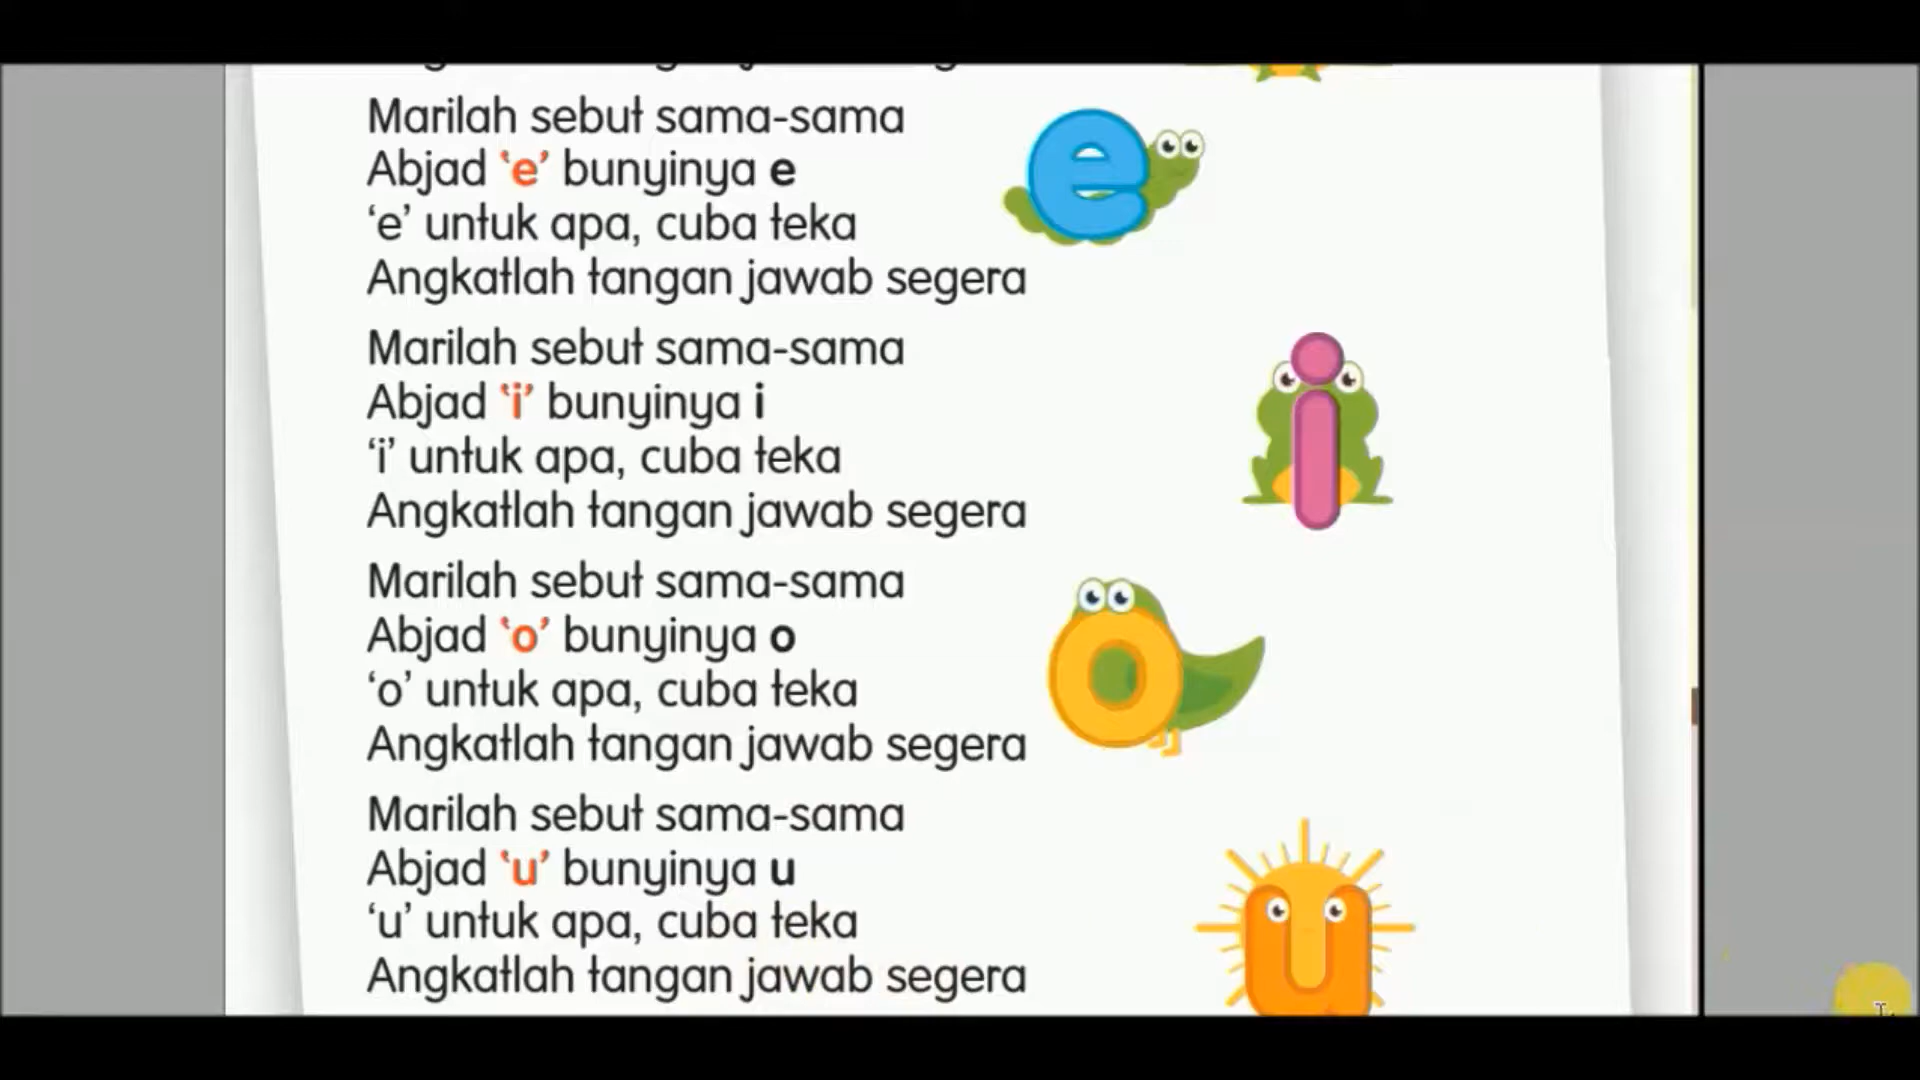 Marilah sebut sama-sama
Abjad ‘e’ bunyinya e
‘e’ untuk apa, cuba teka
Angkatlah tangan jawab segera
Marilah sebut sama-sama
Abjad ‘i’ bunyinya i
‘i’ untuk apa, cuba teka
Angkatlah tangan jawab segera
Marilah sebut sama-sama
Abjad ‘o’ bunyinya o
‘o’ untuk apa, cuba teka
Angkatlah tangan jawab segera
Marilah sebut sama-sama
Abjad ‘u’ bunyinya u
‘u’ untuk apa, cuba teka
Angkatlah tangan jawab segera
e
i
o
u